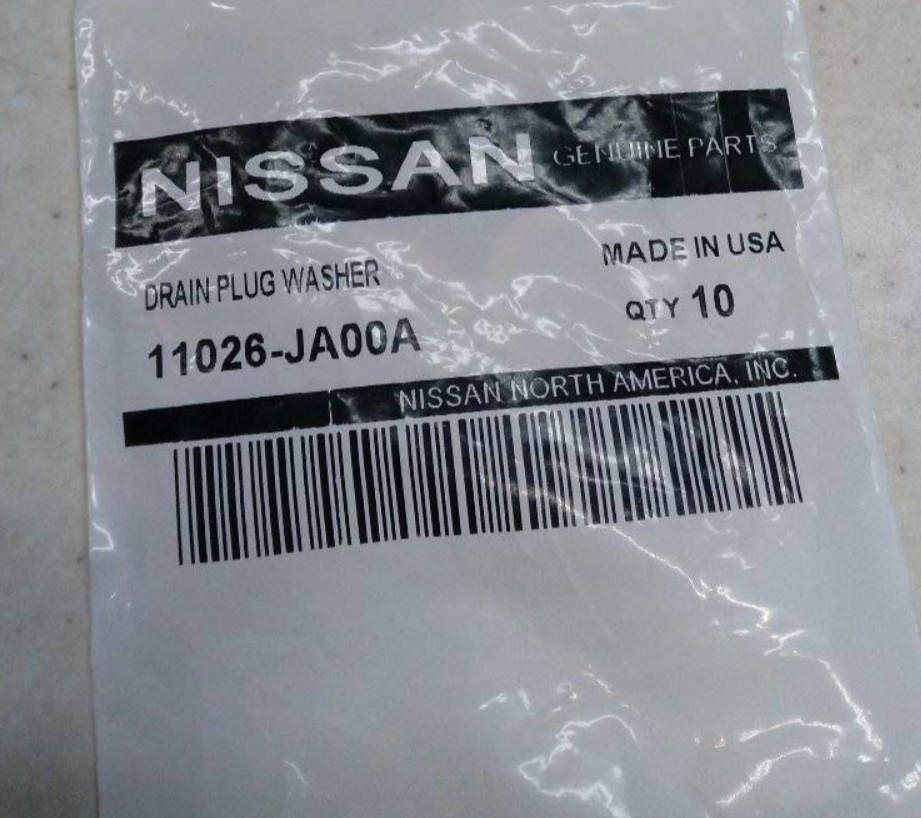 NISSAN GENUINE PARTS
DRAIN PLUG WASHER
MADE IN USA
11026-JA00A
QTY 10
NISSAN NORTH AMERICA, INC.